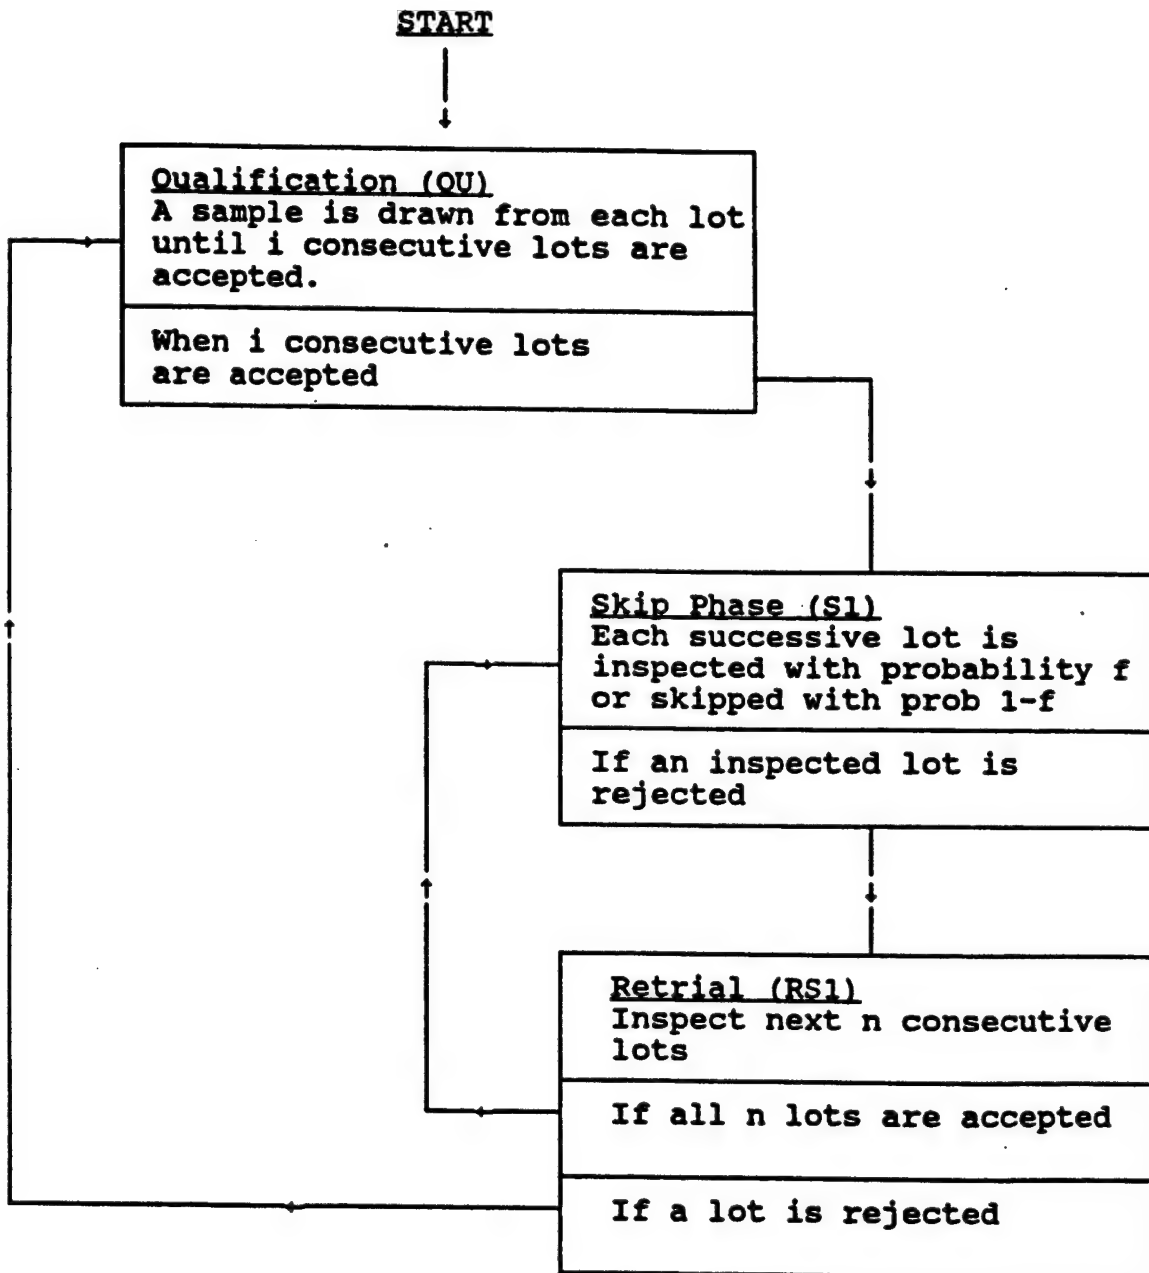 START
Qualification (QU)
A sample is drawn from each lot
until i consecutive lots are
accepted.
When i consecutive lots
are accepted
Skip Phase (S1)
Each successive lot is
inspected with probability f
or skipped with prob 1-f
If an inspected lot is
rejected
Retrial (RS1)
Inspect next n consecutive
lots
If all n lots are accepted
If a lot is rejected